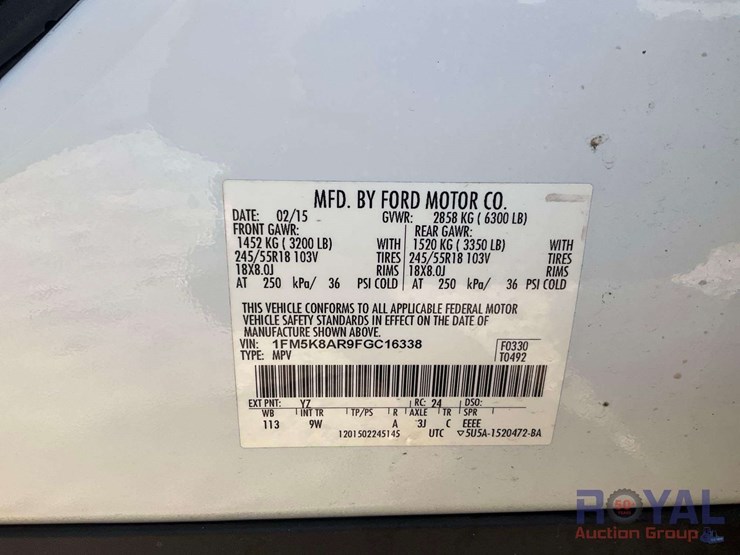 MFD. BY FORD MOTOR CO.
DATE: 02/15 GVWR: 2858 KG ( 6300 LB)
FRONT GAWR: REAR GAWR:
1452 KG ( 3200 LB) WITH 1520 KG ( 3350 LB) WITH
245/55R18 103V TIRES 245/55R18 103V TIRES
18X8.0J RIMS 18X8.0J RIMS
AT 250 kPa/ 36 PSI COLD AT 250 kPa/ 36 PSI COLD
THIS VEHICLE CONFORMS TO ALL APPLICABLE FEDERAL MOTOR
VEHICLE SAFETY STANDARDS IN EFFECT ON THE DATE OF
MANUFACTURE SHOWN ABOVE.
VIN: 1FM5K8AR9FGC16338 F0330
TYPE: MPV T0492
EXT PNT: YZ RC: 24 DSO:
WB INT TR TP/PS R AXLE TR SPR
113 9W A 3J C EEEE
1201502245145 UTC ▽5U5A-1520472-BA
ROYAL
Auction Group